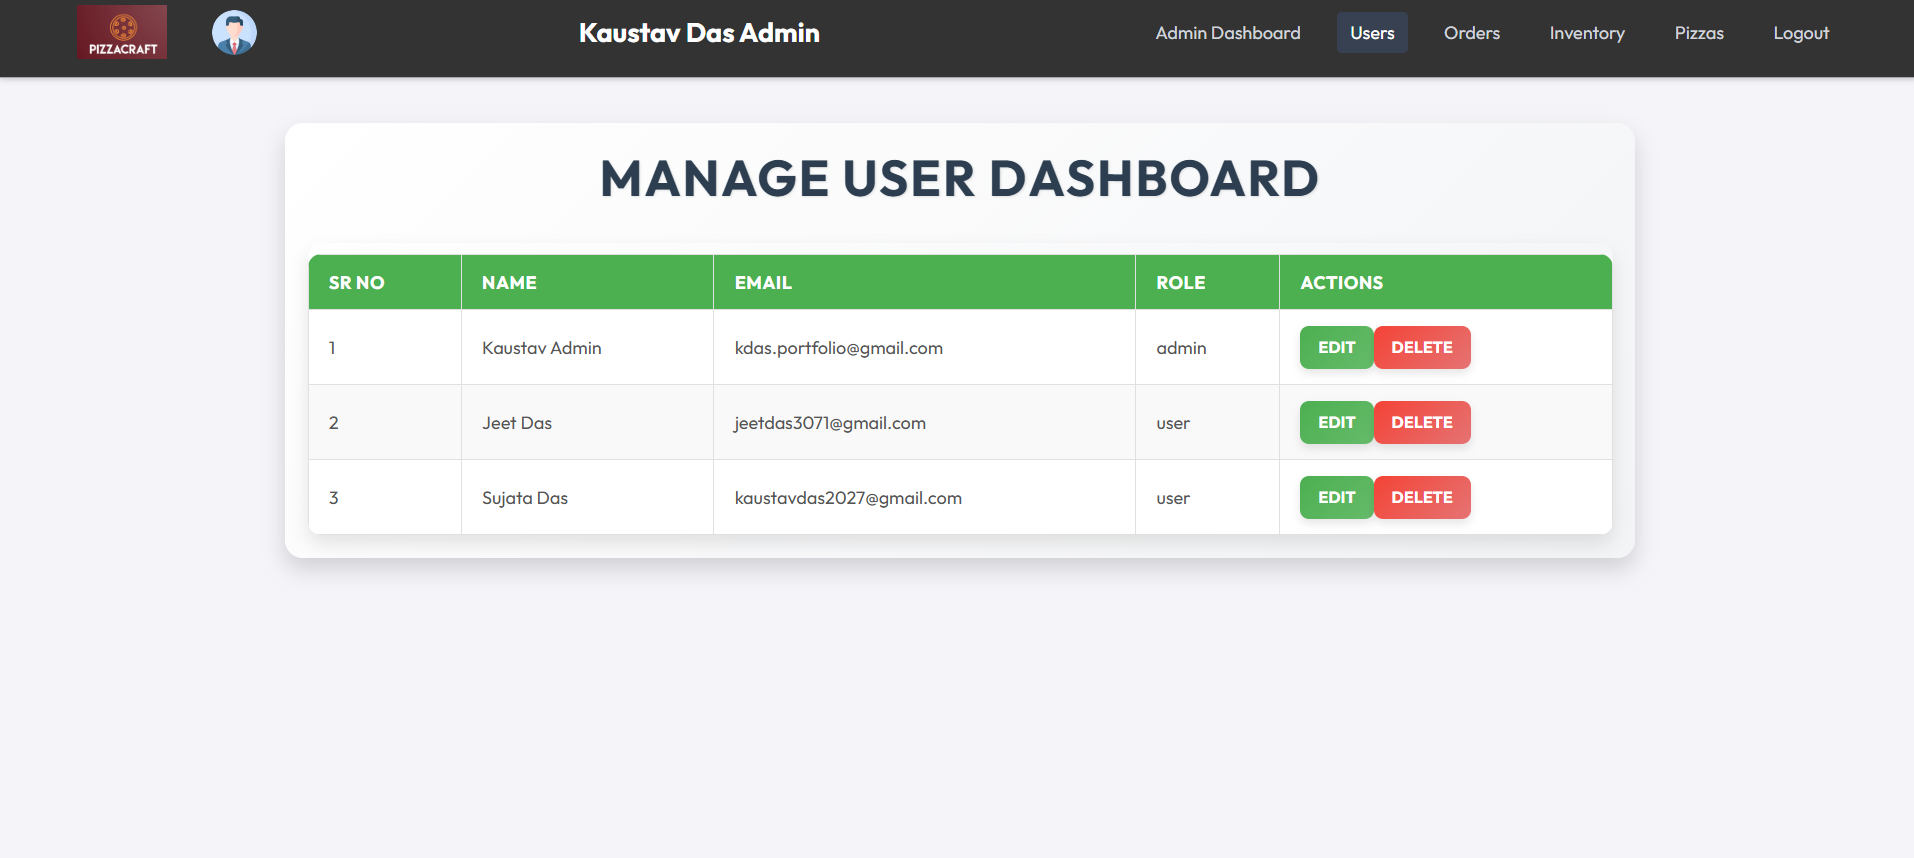 PIZZACRAFT
Kaustav Das Admin
Admin Dashboard Users Orders Inventory Pizzas Logout
MANAGE USER DASHBOARD
SR NO NAME EMAIL ROLE ACTIONS
1 Kaustav Admin kdas.portfolio@gmail.com admin EDIT DELETE
2 Jeet Das jeetdas3071@gmail.com user EDIT DELETE
3 Sujata Das kaustavdas2027@gmail.com user EDIT DELETE